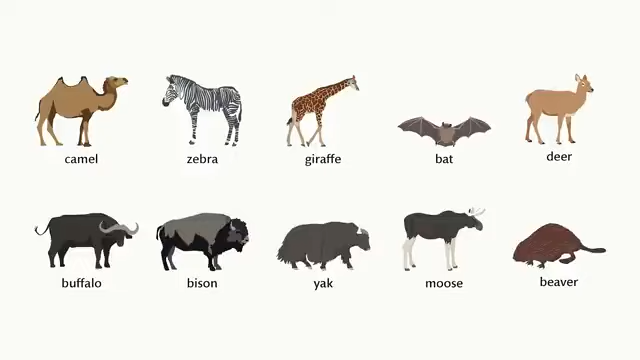 camel
zebra
giraffe
bat
deer
buffalo
bison
yak
moose
beaver